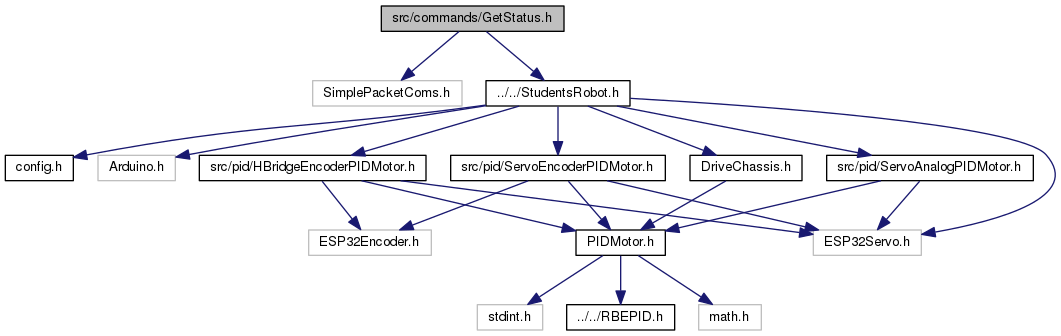 src/commands/GetStatus.h
SimplePacketComs.h
../../StudentsRobot.h
config.h
Arduino.h
src/pid/HBridgeEncoderPIDMotor.h
src/pid/ServoEncoderPIDMotor.h
DriveChassis.h
src/pid/ServoAnalogPIDMotor.h
ESP32Encoder.h
PIDMotor.h
ESP32Servo.h
stdint.h
../../RBEPID.h
math.h